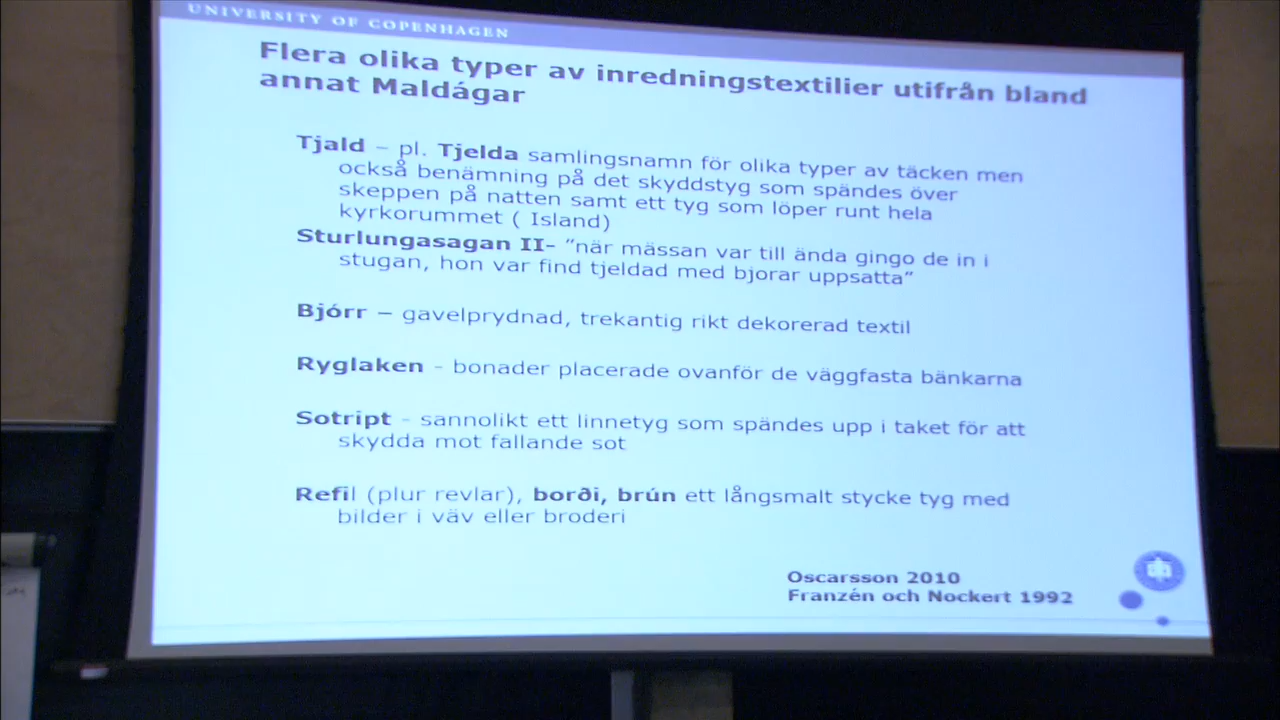 UNIVERSITY OF COPENHAGEN
Flera olika typer av inredningstextilier utifrån bland
annat Maldágar
Tjald – pl. Tjelda samlingsnamn för olika typer av täcken men
också benämning på det skyddstyg som spändes över
skeppen på natten samt ett tyg som löper runt hela
kyrkorummet ( Island)
Sturlungasagan II- ”när mässan var till ända gingo de in i
stugan, hon var find tjeldad med bjorar uppsatta”
Bjórr – gavelprydnad, trekantig rikt dekorerad textil
Ryglaken - bonader placerade ovanför de väggfasta bänkarna
Sotript - sannolikt ett linnetyg som spändes upp i taket för att
skydda mot fallande sot
Refil (plur revlar), borði, brún ett långsmalt stycke tyg med
bilder i väv eller broderi
Oscarsson 2010
Franzén och Nockert 1992